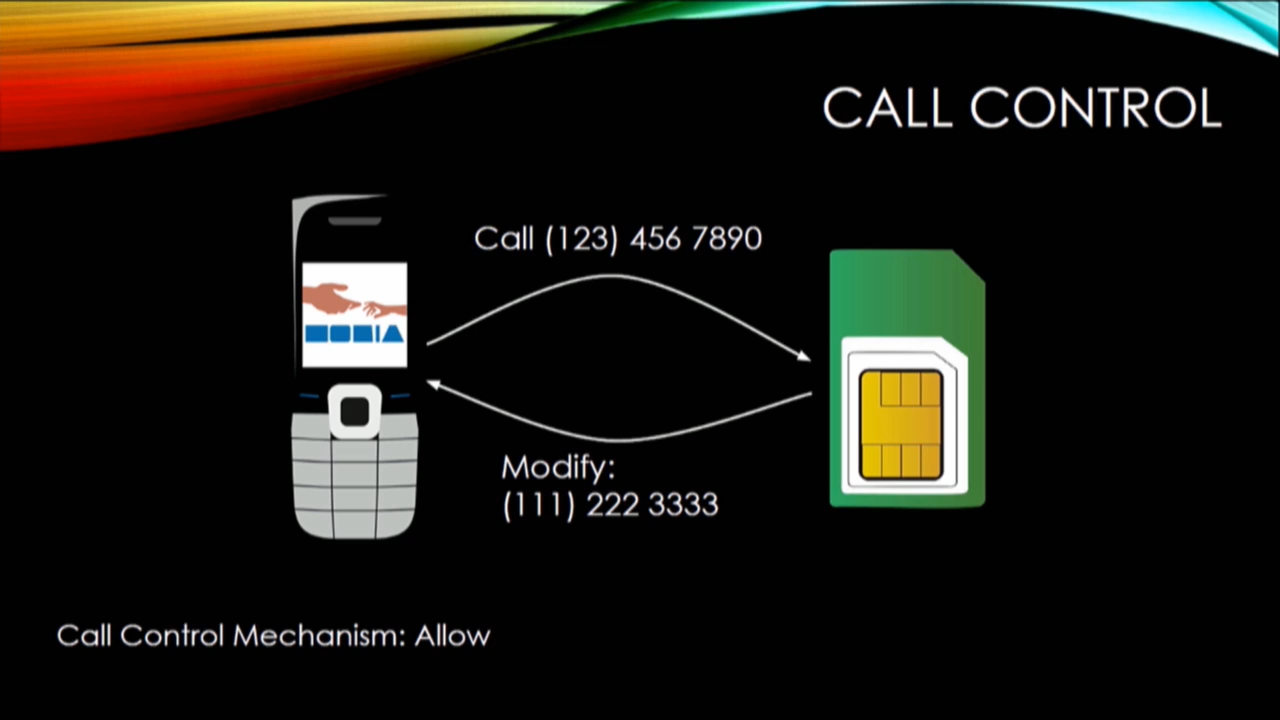 CALL CONTROL
Call (123) 456 7890
Modify:
(111) 222 3333
Call Control Mechanism: Allow